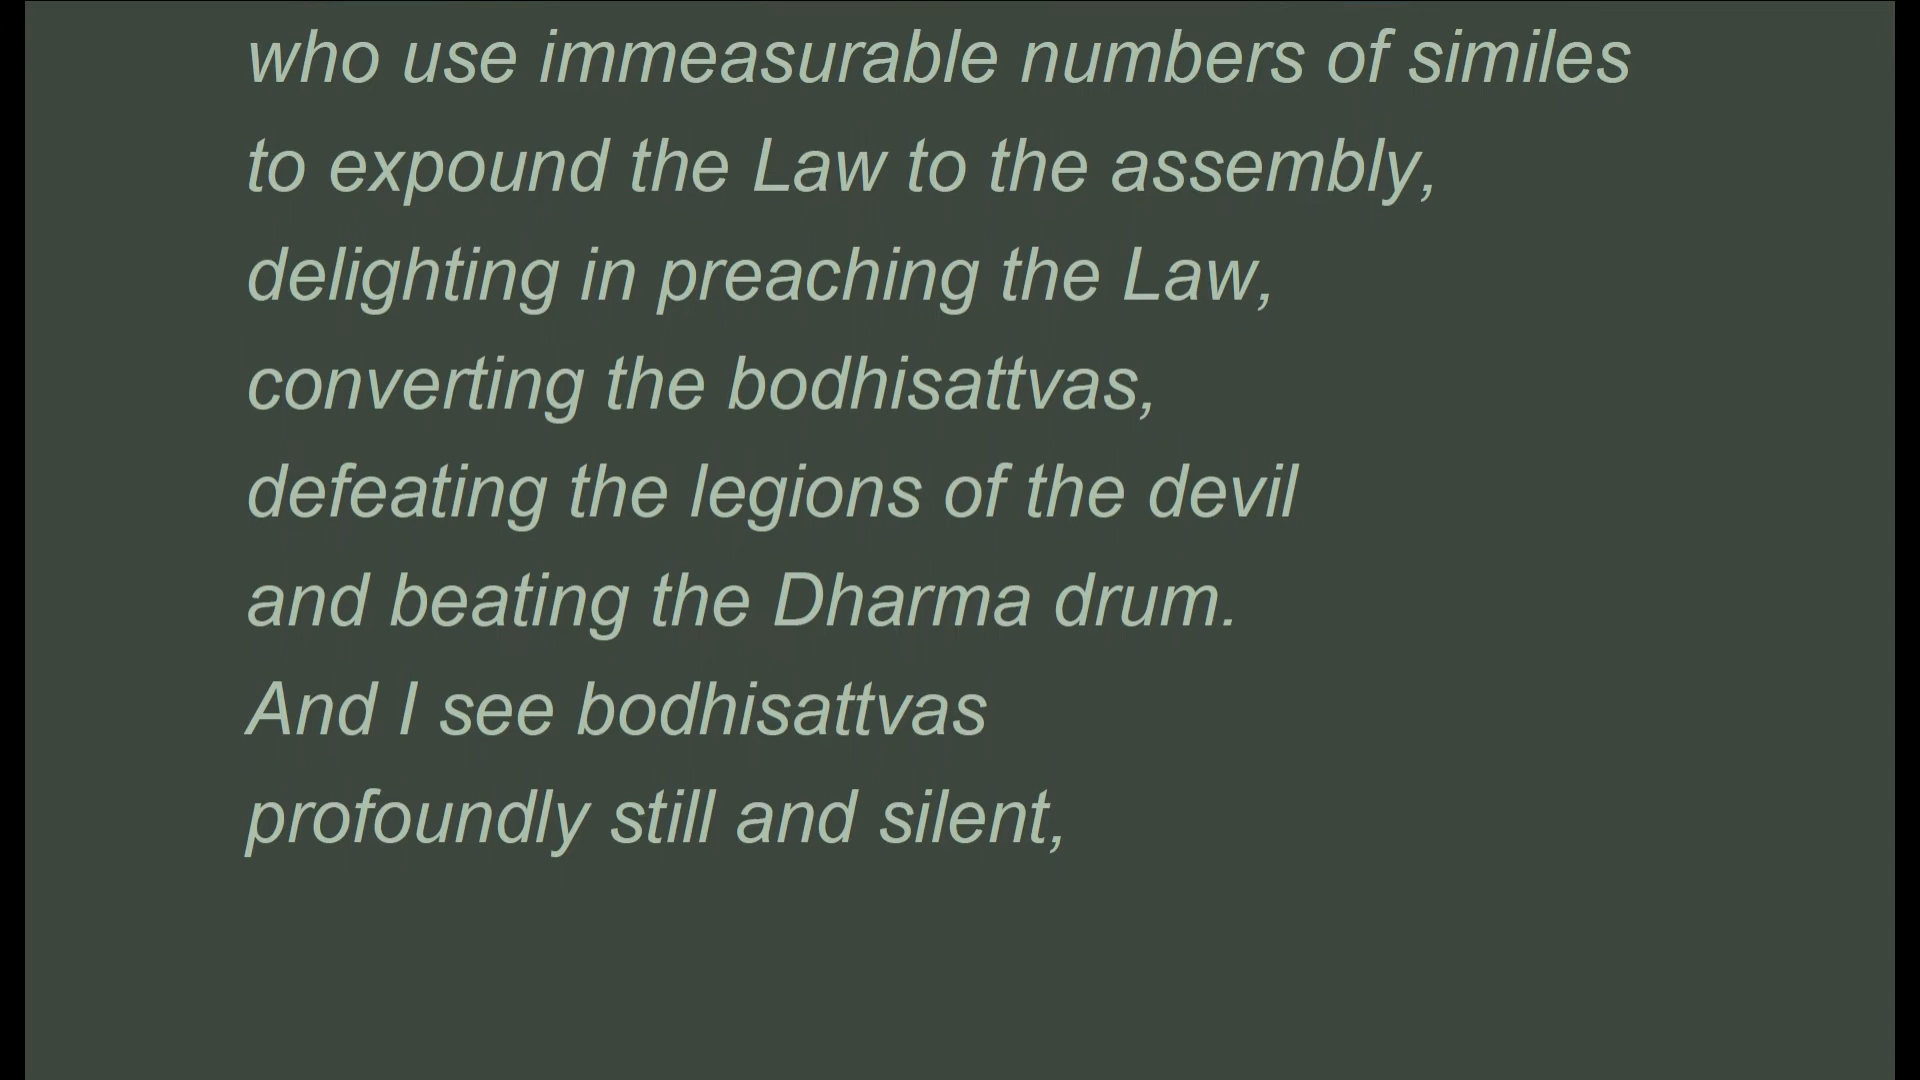 who use immeasurable numbers of similes
to expound the Law to the assembly,
delighting in preaching the Law,
converting the bodhisattvas,
defeating the legions of the devil
and beating the Dharma drum.
And I see bodhisattvas
profoundly still and silent,